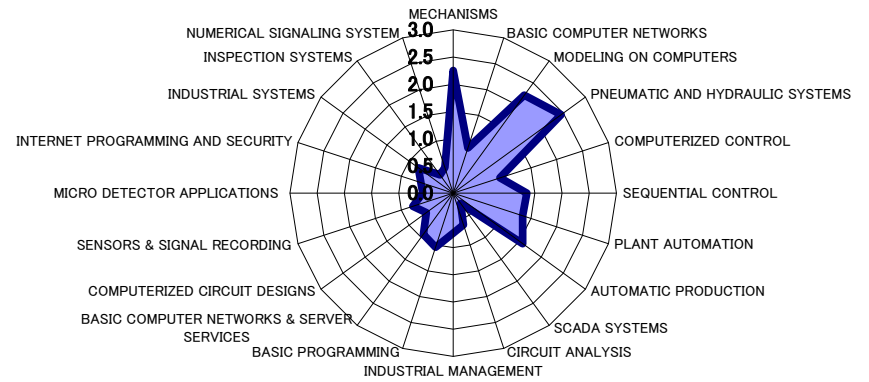 MECHANISMS
NUMERICAL SIGNALING SYSTEM
3.0
BASIC COMPUTER NETWORKS
INSPECTION SYSTEMS
2.5
MODELING ON COMPUTERS
INDUSTRIAL SYSTEMS
2.0
PNEUMATIC AND HYDRAULIC SYSTEMS
1.5
INTERNET PROGRAMMING AND SECURITY
1.0
COMPUTERIZED CONTROL
0.5
MICRO DETECTOR APPLICATIONS
0.0
SEQUENTIAL CONTROL
SENSORS & SIGNAL RECORDING
PLANT AUTOMATION
COMPUTERIZED CIRCUIT DESIGNS
AUTOMATIC PRODUCTION
BASIC COMPUTER NETWORKS & SERVER
SERVICES
SCADA SYSTEMS
BASIC PROGRAMMING
CIRCUIT ANALYSIS
INDUSTRIAL MANAGEMENT